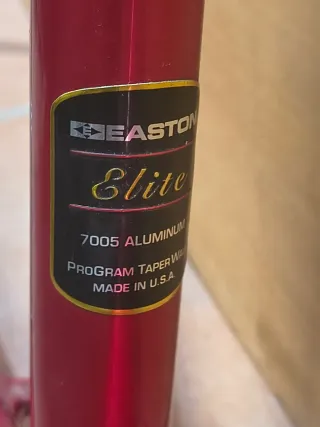 EASTON
Elite
7005 ALUMINUM
PROGRAM TAPER
MADE IN U.S.A.